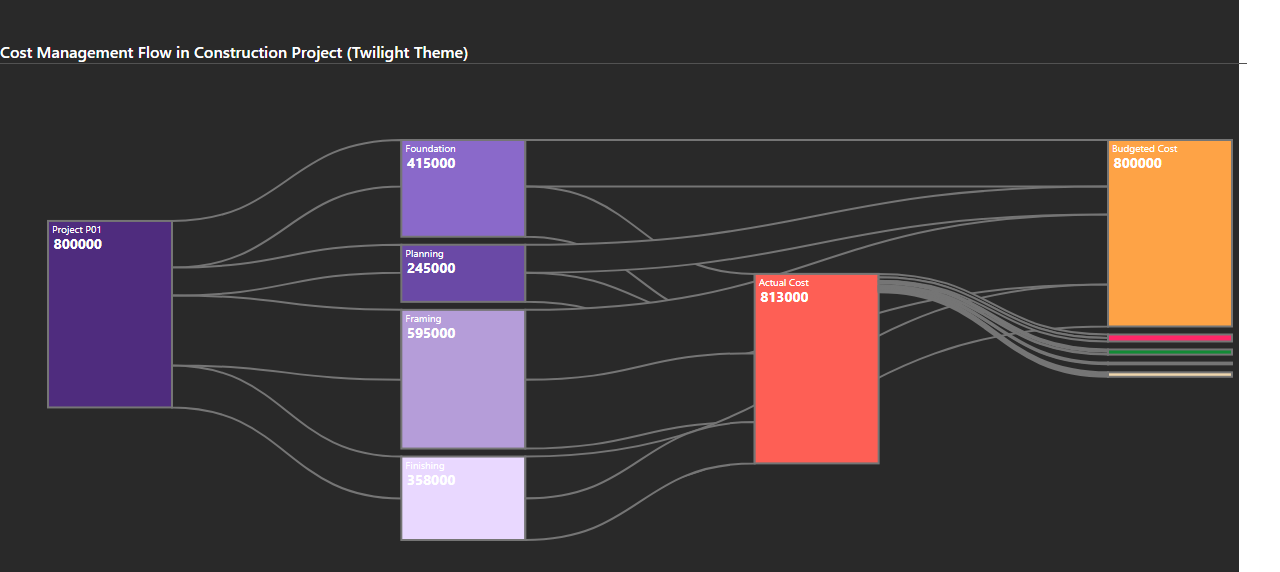 Cost Management Flow in Construction Project (Twilight Theme)
Project P01
800000
Foundation
415000
Planning
245000
Framing
595000
Finishing
358000
Actual Cost
813000
Budgeted Cost
800000